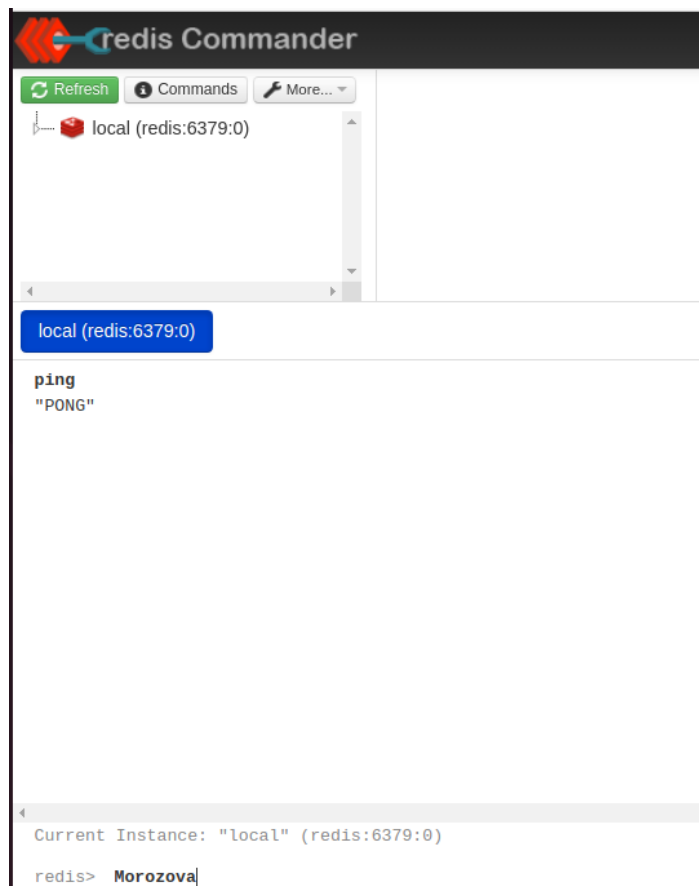 redis Commander
Refresh Commands More...
local (redis:6379:0)
local (redis:6379:0)
ping
"PONG"
Current Instance: "local" (redis:6379:0)
redis> Morozova